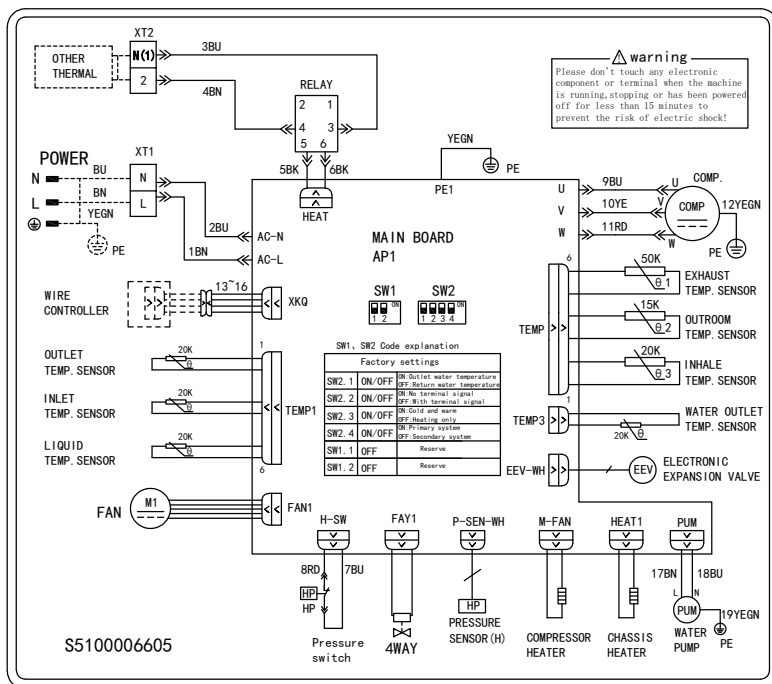 XT2
OTHER
THERMAL
N(1)
2
3BU
4BN
RELAY
2 1
4 3
5 6
5BK 6BK
HEAT
warning
Please don't touch any electronic
component or terminal when the machine
is running,stopping or has been powered
off for less than 15 minutes to
prevent the risk of electric shock!
POWER
XT1
N
BU
N
L
BN
L
YEGN
PE
2BU
1BN
AC-N
AC-L
YEGN
PE
PE1
MAIN BOARD
AP1
U
V
W
9BU
10YE
11RD
U
V
W
COMP.
COMP
12YEGN
PE
WIRE
CONTROLLER
13~16
XKQ
SW1
ON
1 2
SW2
ON
1 2 3 4
TEMP
6
1
50K
θ1
EXHAUST
TEMP. SENSOR
15K
θ2
OUTROOM
TEMP. SENSOR
20K
θ3
INHALE
TEMP. SENSOR
OUTLET
TEMP. SENSOR
20K
θ
INLET
TEMP. SENSOR
20K
θ
LIQUID
TEMP. SENSOR
20K
θ
1
TEMP1
6
SW1、SW2 Code explanation
Factory settings
SW2.1 ON/OFF ON:Outlet water temperature
OFF:Return water temperature
SW2.2 ON/OFF ON:No terminal signal
OFF:With terminal signal
SW2.3 ON/OFF ON:Cold and warm
OFF:Heating only
SW2.4 ON/OFF ON:Primary system
OFF:Secondary system
SW1.1 OFF Reserve
SW1.2 OFF Reserve
TEMP3
20K
θ
WATER OUTLET
TEMP. SENSOR
EEV-WH
EEV
ELECTRONIC
EXPANSION VALVE
FAN
M1
FAN1
H-SW
FAY1
P-SEN-WH
M-FAN
HEAT1
PUM
8RD
7BU
HP
HP
Pressure
switch
4WAY
HP
PRESSURE
SENSOR(H)
COMPRESSOR
HEATER
CHASSIS
HEATER
17BN
18BU
L N
PUM
WATER
PUMP
19YEGN
PE
S5100006605